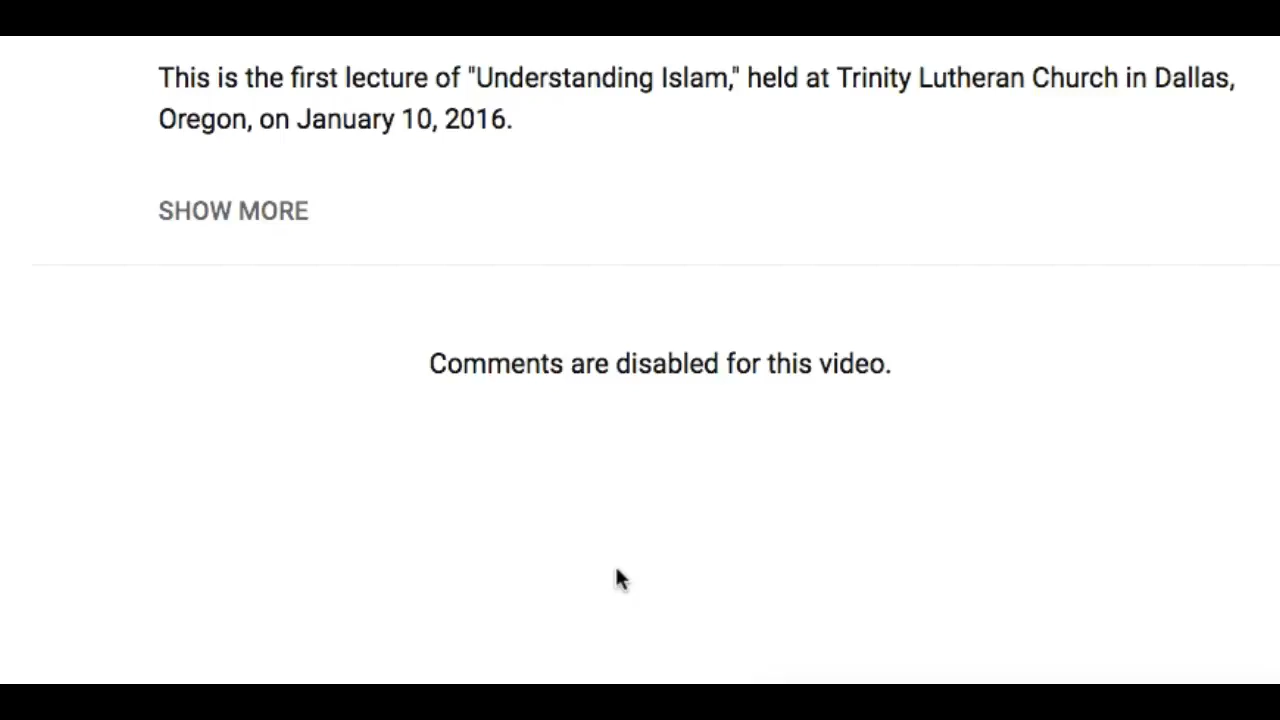 This is the first lecture of "Understanding Islam," held at Trinity Lutheran Church in Dallas,
Oregon, on January 10, 2016.
SHOW MORE
Comments are disabled for this video.